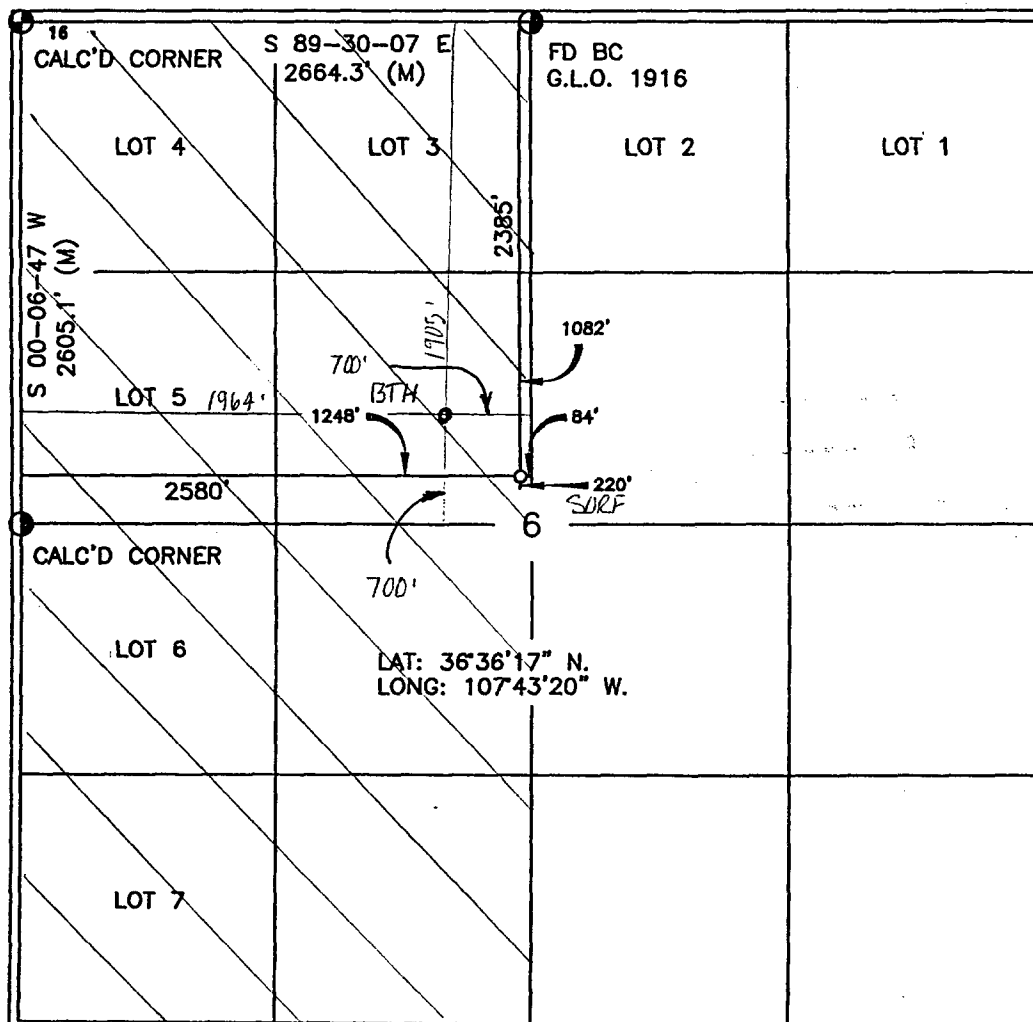 16
CALC'D CORNER
S 89-30-07 E
2664.3' (M)
FD BC
G.L.O. 1916
LOT 4
LOT 3
LOT 2
LOT 1
S 00-06-47 W
2605.1' (M)
2385'
1905'
1082'
700'
BTH
LOT 5
1964'
1248'
84'
2580'
220'
SURF
6
CALC'D CORNER
700'
LOT 6
LAT: 36°36'17" N.
LONG: 107°43'20" W.
LOT 7